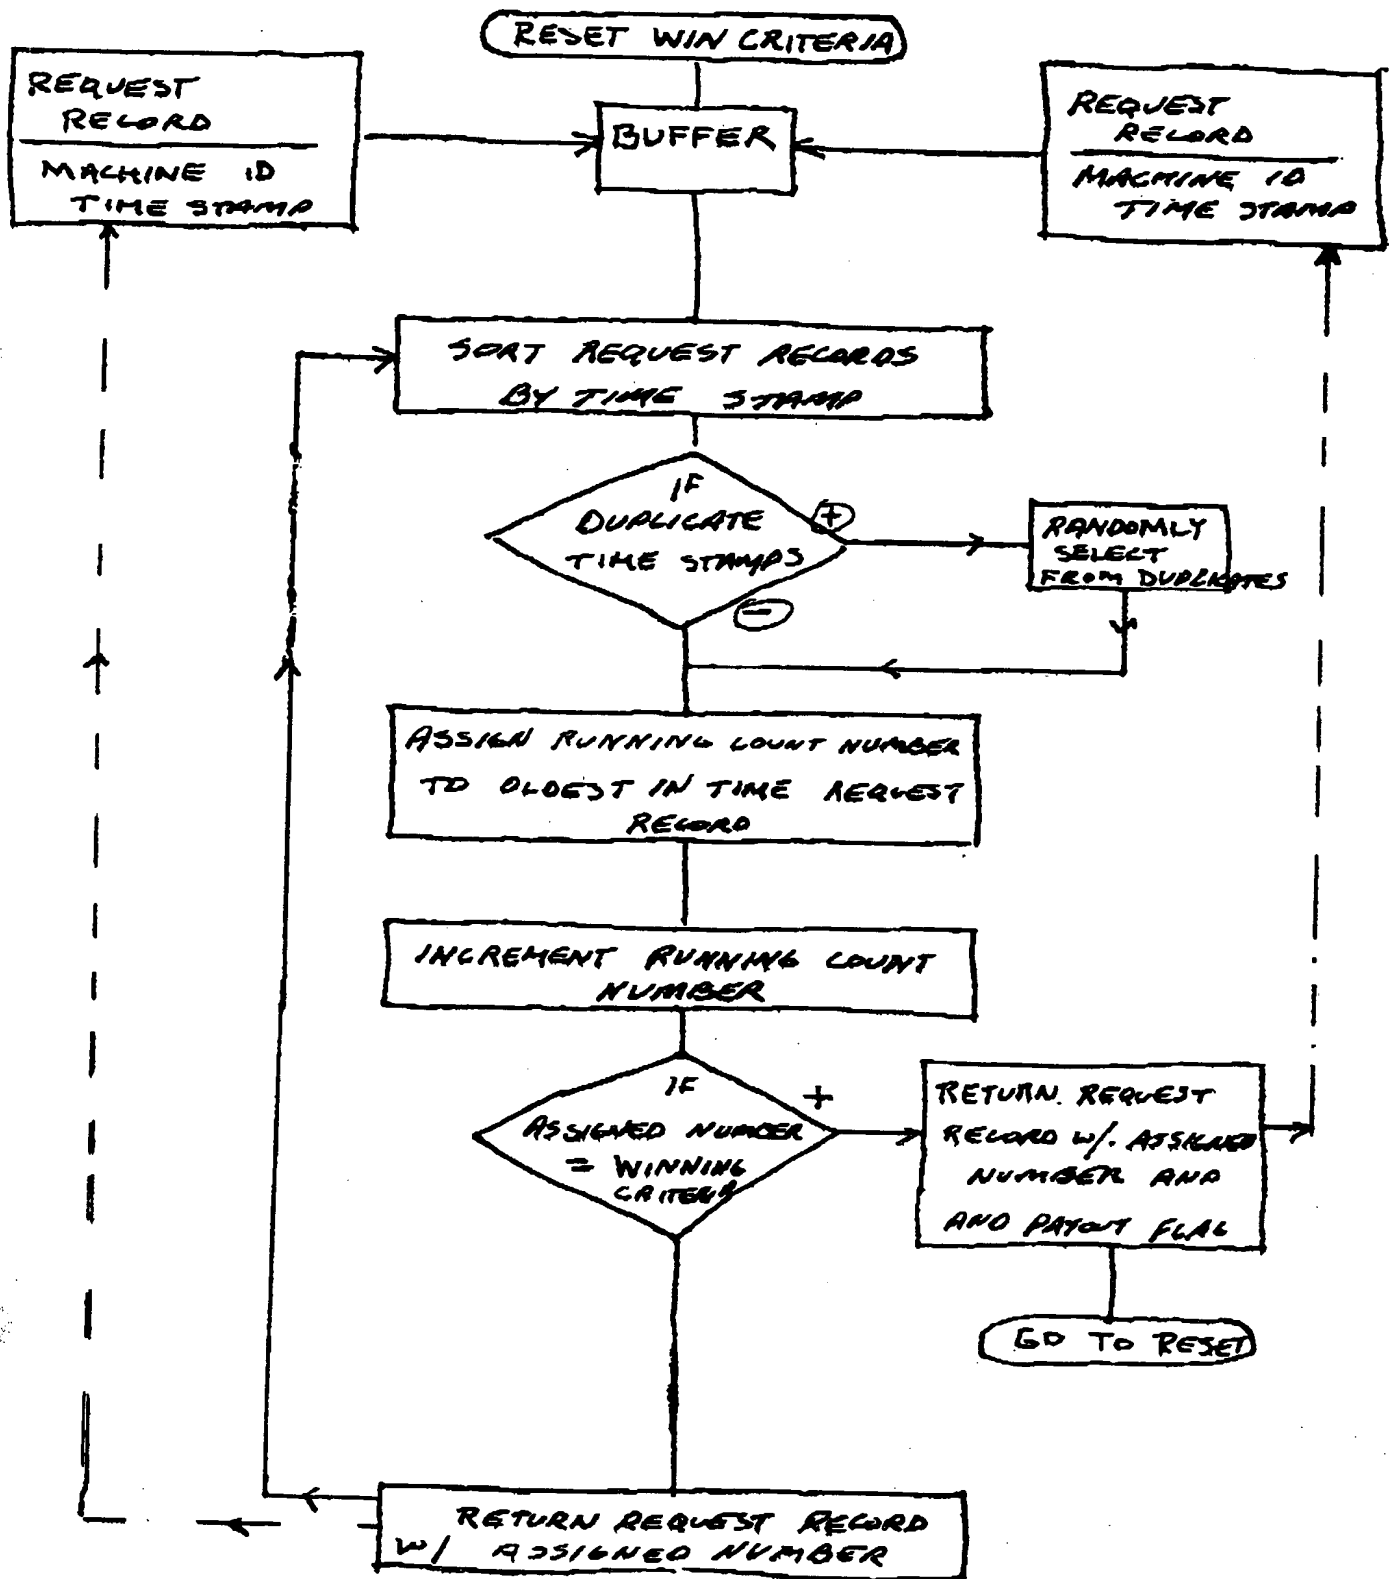 RESET WIN CRITERIA
REQUEST
RECORD
MACHINE ID
TIME STAMP
BUFFER
REQUEST
RECORD
MACHINE ID
TIME STAMP
SORT REQUEST RECORDS
BY TIME STAMP
IF
DUPLICATE
TIME STAMPS
+
-
RANDOMLY
SELECT
FROM DUPLICATES
ASSIGN RUNNING COUNT NUMBER
TO OLDEST IN TIME REQUEST
RECORD
INCREMENT RUNNING COUNT
NUMBER
IF
ASSIGNED NUMBER
= WINNING
CRITERIA
+
RETURN REQUEST
RECORD W/. ASSIGNED
NUMBER AND
AND PAYOUT FLAG
GO TO RESET
RETURN REQUEST RECORD
W/ ASSIGNED NUMBER